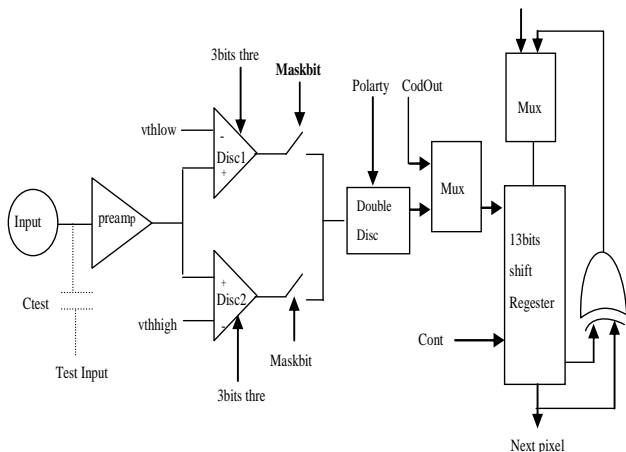 3bits thre
Maskbit
Polarty
CodOut
Mux
vthlow
-
Disc1
+
Input
preamp
Mux
Double
Disc
13bits
shift
Regester
Ctest
+
Disc2
-
vthhigh
Cont
Test Input
Maskbit
3bits thre
Next pixel